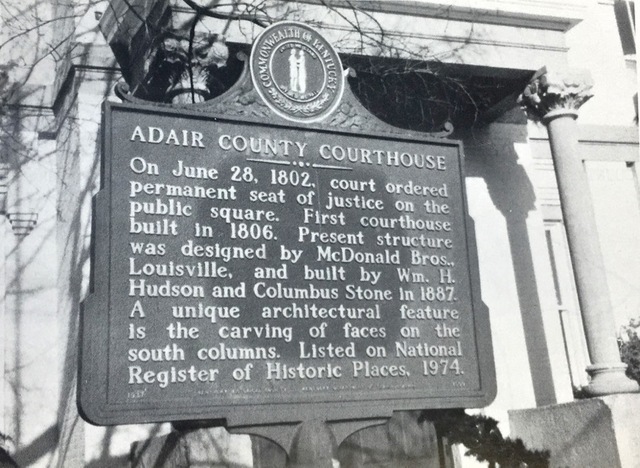 COMMONWEALTH OF KENTUCKY
ADAIR COUNTY COURTHOUSE
On June 28, 1802, court ordered
permanent seat of justice on the
public square. First courthouse
built in 1806. Present structure
was designed by McDonald Bros.,
Louisville, and built by Wm. H.
Hudson and Columbus Stone in 1887.
A unique architectural feature
is the carving of faces on the
south columns. Listed on National
Register of Historic Places, 1974.